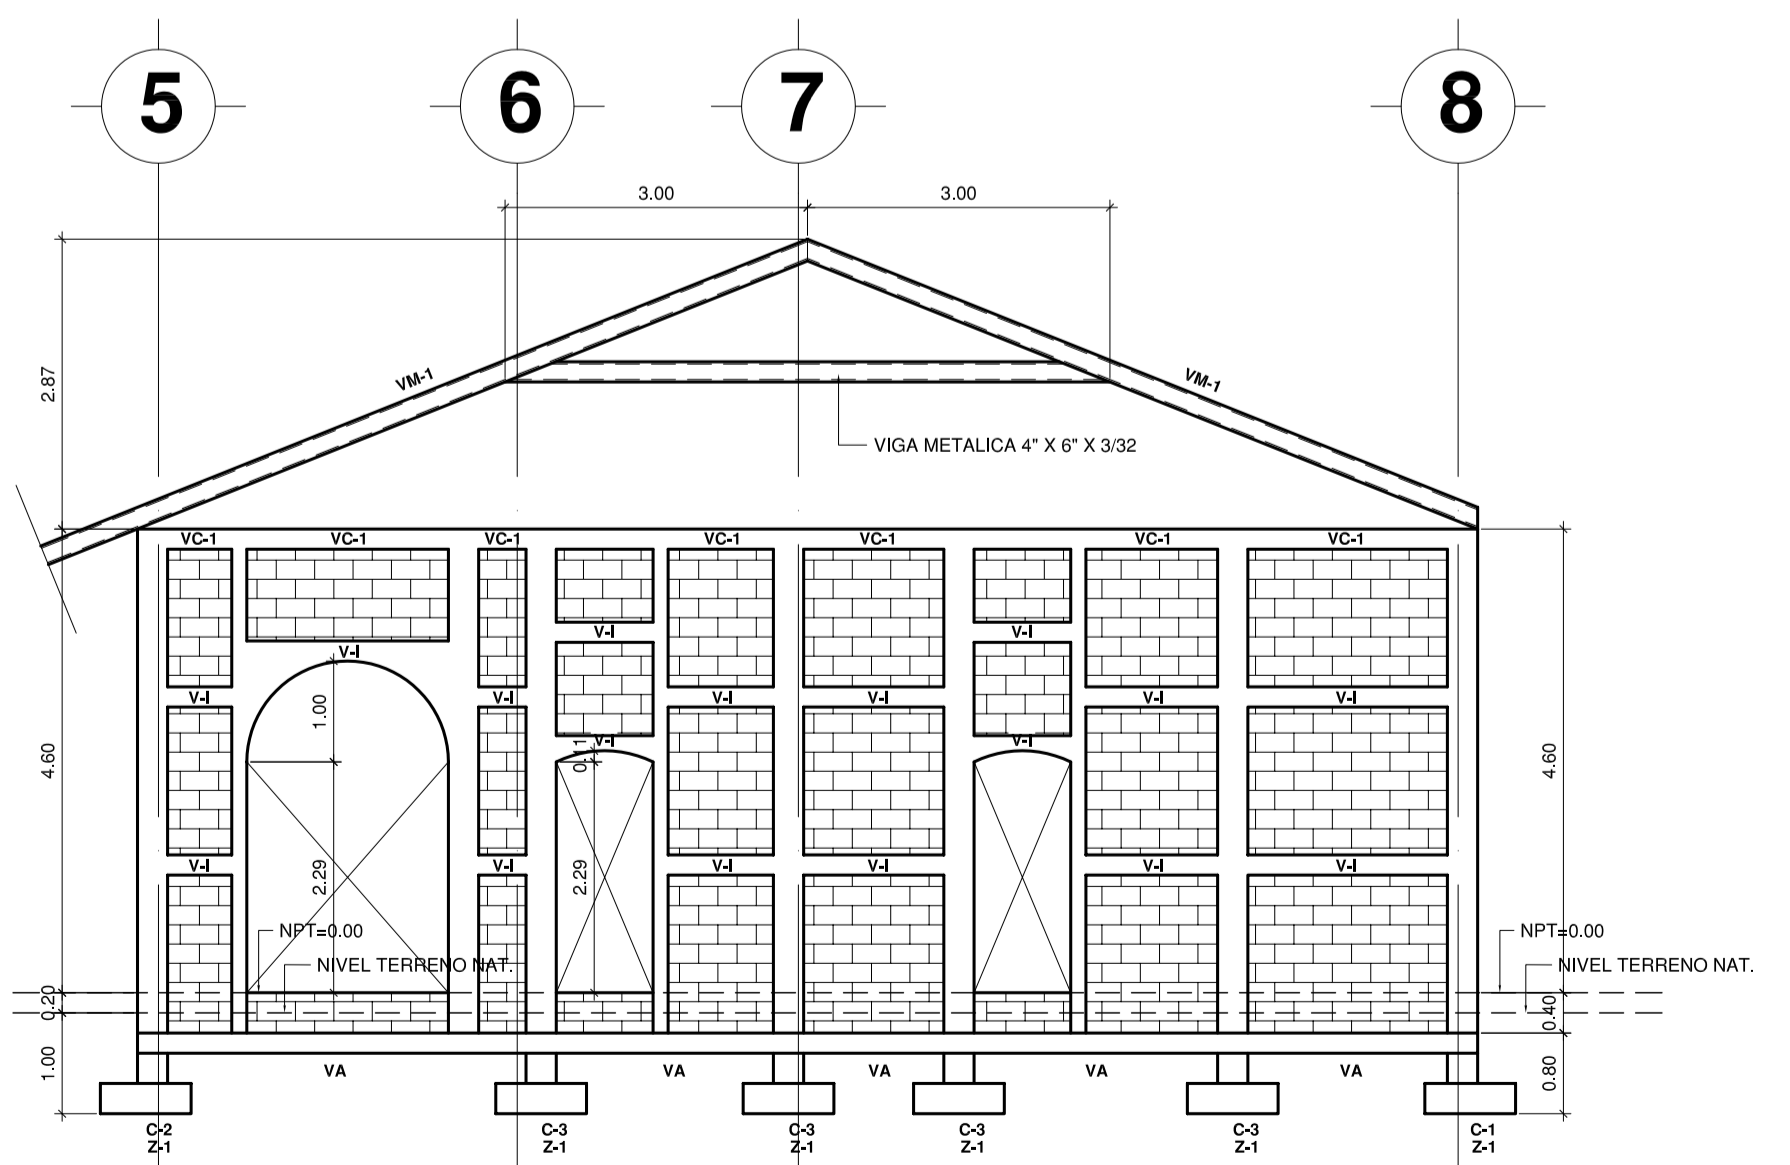 5 6 7 8
3.00 3.00
2.87
VM-1 VM-1
VIGA METALICA 4" X 6" X 3/32
VC-1 VC-1 VC-1 VC-1 VC-1 VC-1 VC-1
V-I V-I
V-I
V-I V-I V-I V-I V-I V-I
1.00
V-I V-I
0.11
4.60 4.60
V-I V-I V-I V-I V-I V-I
2.29 2.29
NPT=0.00 NPT=0.00
NIVEL TERRENO NAT. NIVEL TERRENO NAT.
0.20 0.40
1.00 0.80
VA VA VA VA VA
C-2 C-3 C-3 C-3 C-3 C-1
Z-1 Z-1 Z-1 Z-1 Z-1 Z-1